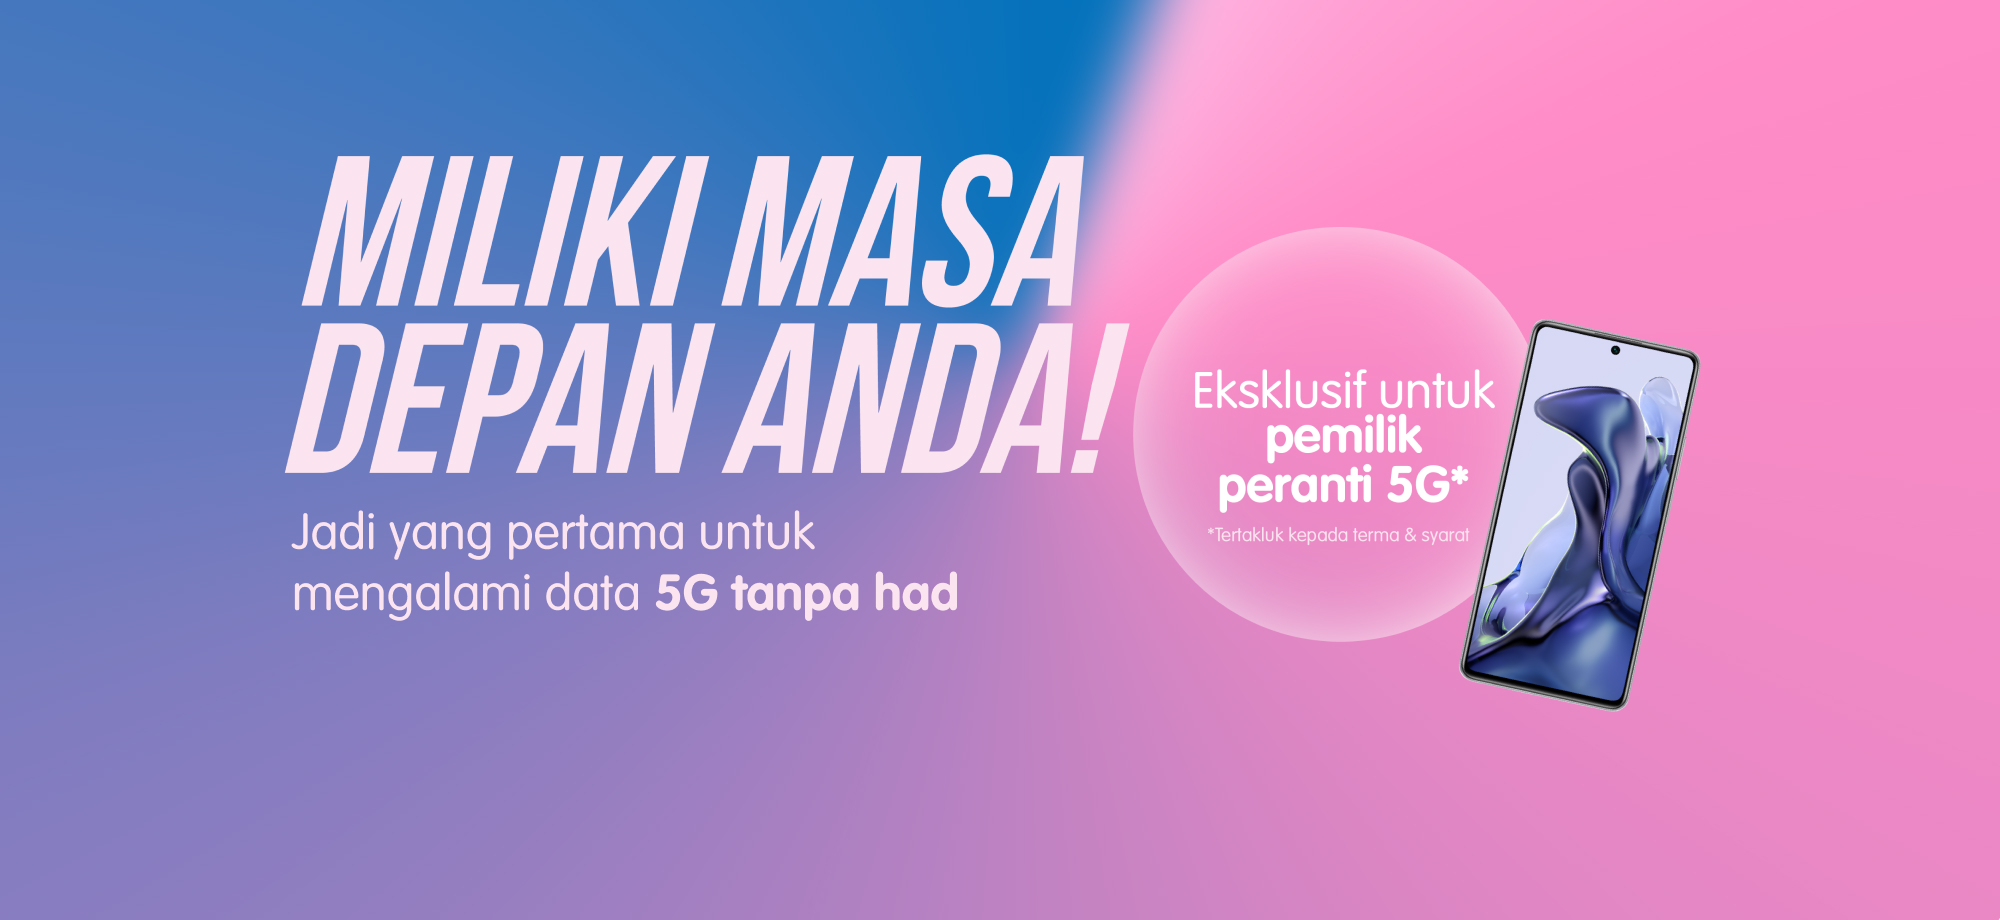 MILIKI MASA
DEPAN ANDA!
Jadi yang pertama untuk
mengalami data 5G tanpa had
Eksklusif untuk
pemilik
peranti 5G*
*Tertakluk kepada terma & syarat